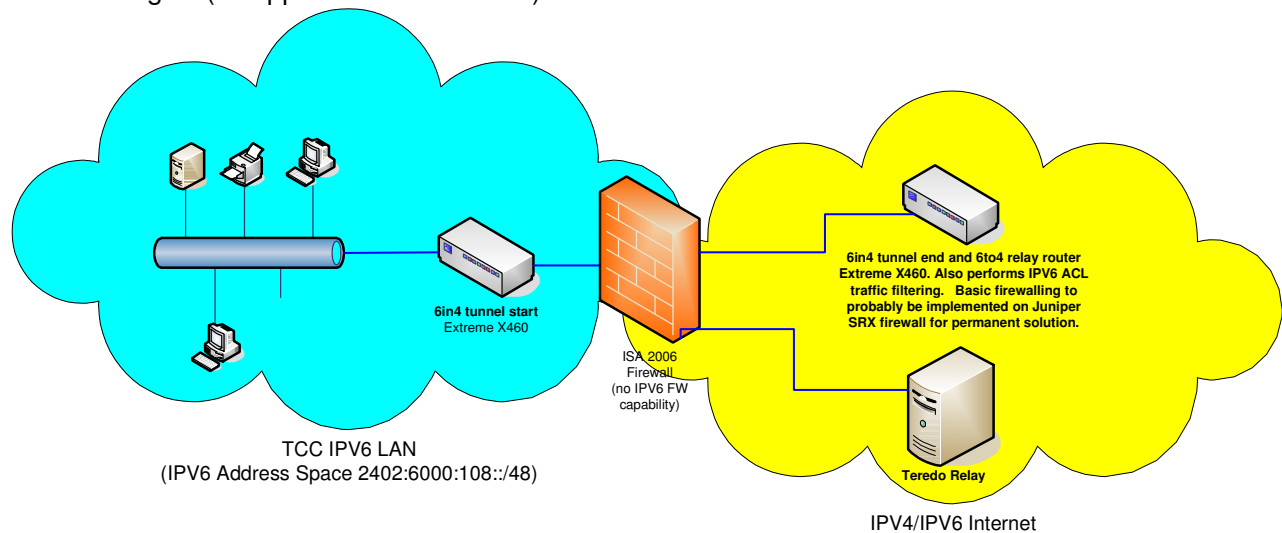 6in4 tunnel start
Extreme X460
ISA 2006
Firewall
(no IPV6 FW
capability)
6in4 tunnel end and 6to4 relay router
Extreme X460. Also performs IPV6 ACL
traffic filtering. Basic firewalling to
probably be implemented on Juniper
SRX firewall for permanent solution.
Teredo Relay
TCC IPV6 LAN
(IPV6 Address Space 2402:6000:108::/48)
IPV4/IPV6 Internet